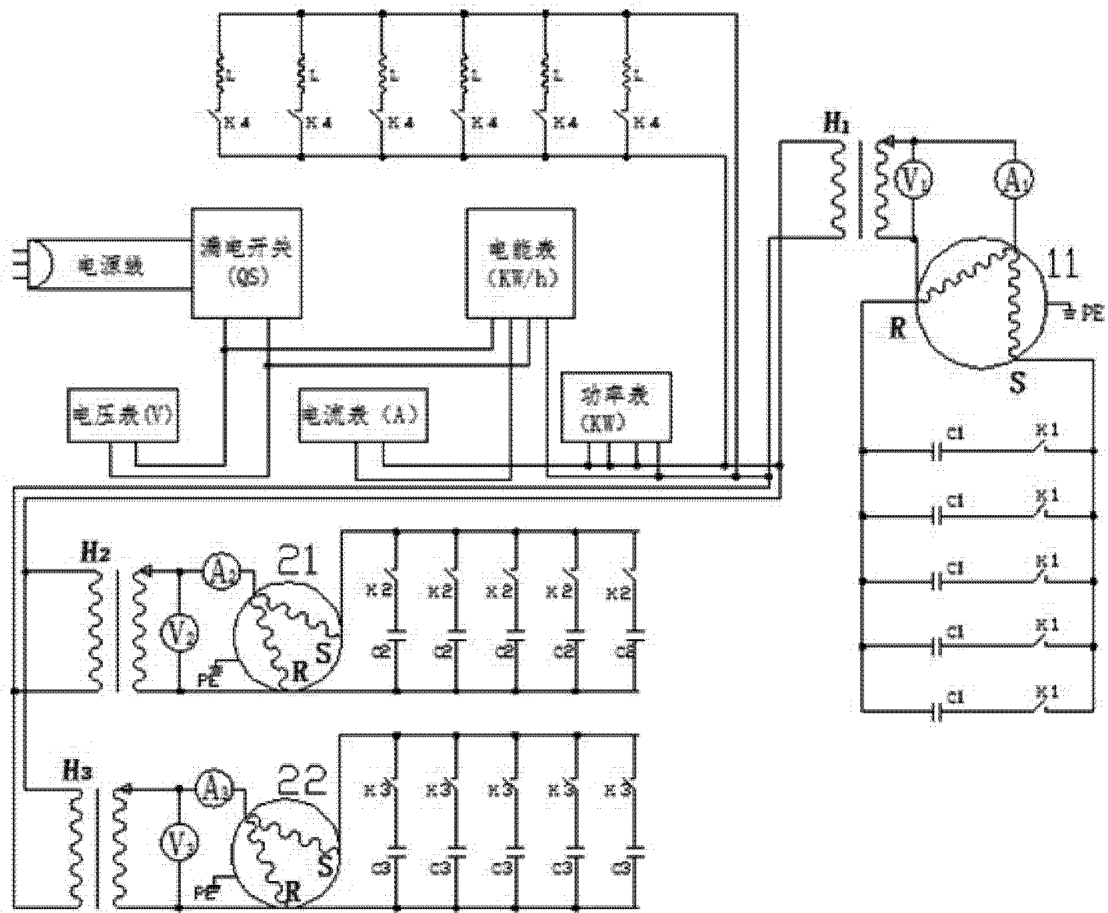 L L L L L L
K4 K4 K4 K4 K4 K4
H1
V1 A1
电源线
漏电开关
(QS)
电能表
(KW/h)
11
R
PE
S
电压表(V)
电流表 (A)
功率表
(KW)
C1 K1
C1 K1
C1 K1
C1 K1
C1 K1
H2
A2
21
V2
S
R
PE
K2 K2 K2 K2 K2
C2 C2 C2 C2 C2
H3
A3
22
V3
S
R
PE
K3 K3 K3 K3 K3
C3 C3 C3 C3 C3